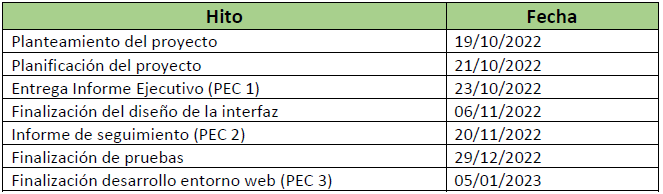 Hito Fecha
Planteamiento del proyecto 19/10/2022
Planificación del proyecto 21/10/2022
Entrega Informe Ejecutivo (PEC 1) 23/10/2022
Finalización del diseño de la interfaz 06/11/2022
Informe de seguimiento (PEC 2) 20/11/2022
Finalización de pruebas 29/12/2022
Finalización desarrollo entorno web (PEC 3) 05/01/2023